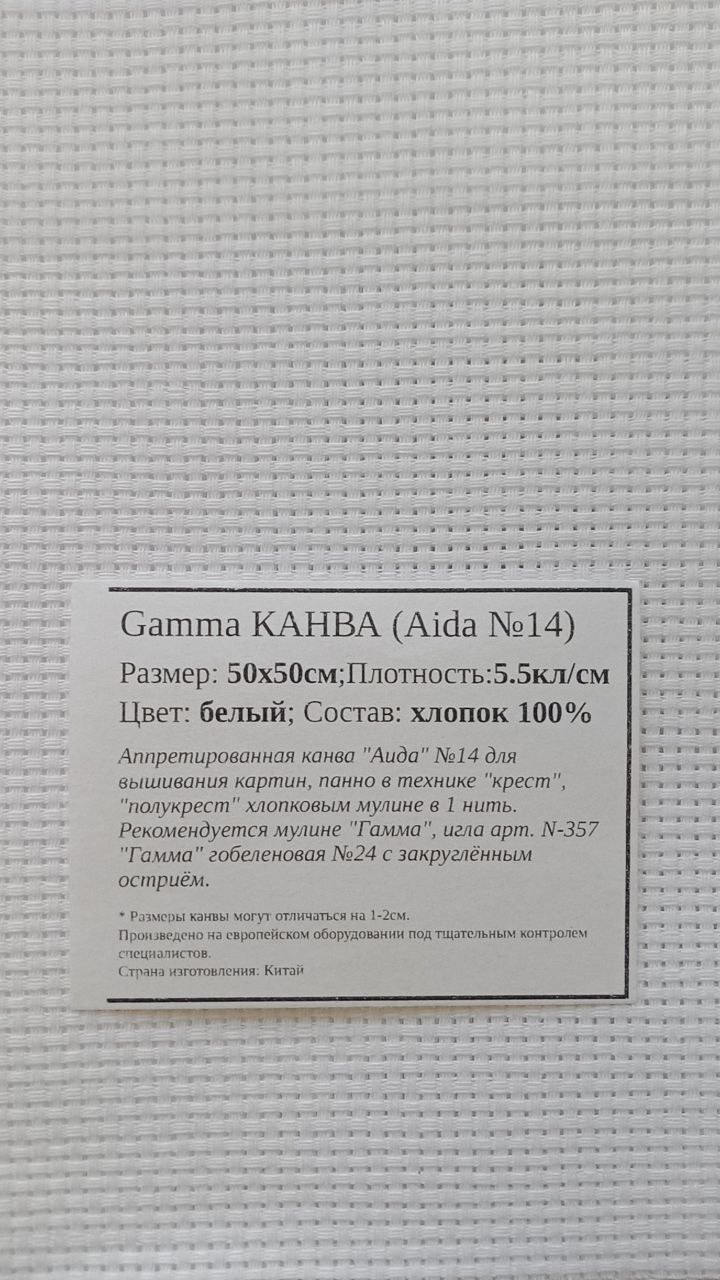 Gamma КАНВА (Aida №14)
Размер: 50х50см;Плотность:5.5кл/см
Цвет: белый; Состав: хлопок 100%
Аппретированная канва "Аида" №14 для
вышивания картин, панно в технике "крест",
"полукрест" хлопковым мулине в 1 нить.
Рекомендуется мулине "Гамма", игла арт. N-357
"Гамма" гобеленовая №24 с закруглённым
остриём.
* Размеры канвы могут отличаться на 1-2см.
Произведено на европейском оборудовании под тщательным контролем
специалистов.
Страна изготовления: Китай